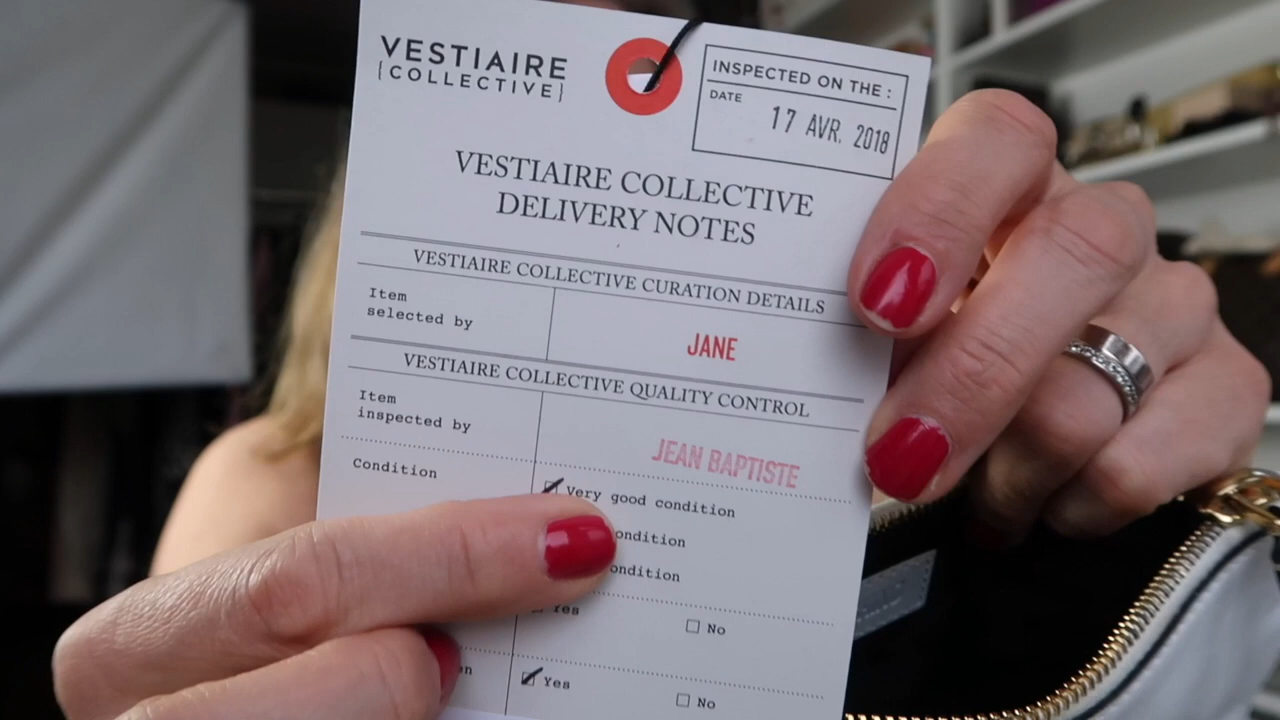 VESTIAIRE
{COLLECTIVE}
INSPECTED ON THE :
DATE
17 AVR. 2018
VESTIAIRE COLLECTIVE
DELIVERY NOTES
VESTIAIRE COLLECTIVE CURATION DETAILS
Item
selected by
JANE
VESTIAIRE COLLECTIVE QUALITY CONTROL
Item
inspected by
JEAN BAPTISTE
Condition
Very good condition
ondition
ondition
Yes
No
Yes
No